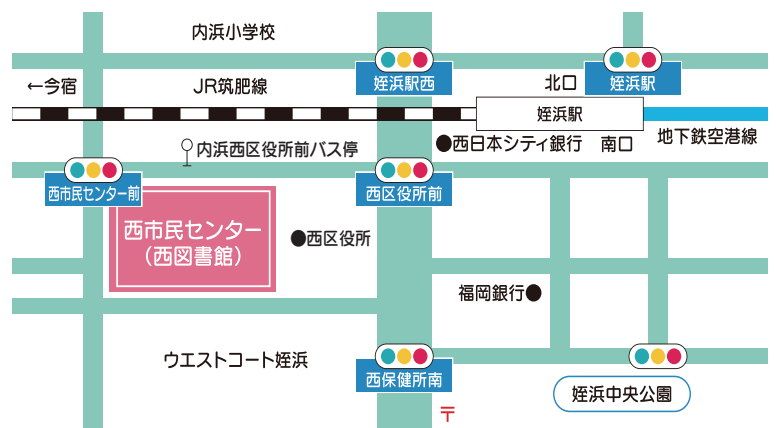 内浜小学校
姪浜駅西
姪浜駅
←今宿
JR筑肥線
北口
姪浜駅
地下鉄空港線
内浜西区役所前バス停
●西日本シティ銀行
南口
西市民センター前
西区役所前
西市民センター
（西図書館）
●西区役所
福岡銀行●
ウエストコート姪浜
西保健所南
姪浜中央公園
〒